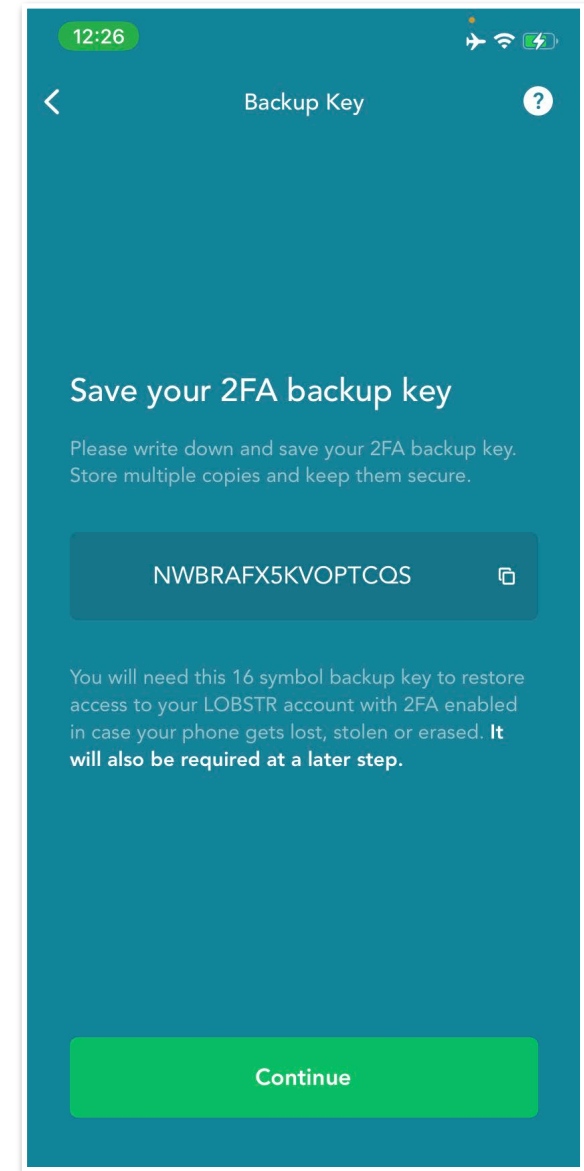 12:26
Backup Key
?
Save your 2FA backup key
Please write down and save your 2FA backup key.
Store multiple copies and keep them secure.
NWBRAFX5KVOPTCQS
You will need this 16 symbol backup key to restore
access to your LOBSTR account with 2FA enabled
in case your phone gets lost, stolen or erased. It
will also be required at a later step.
Continue